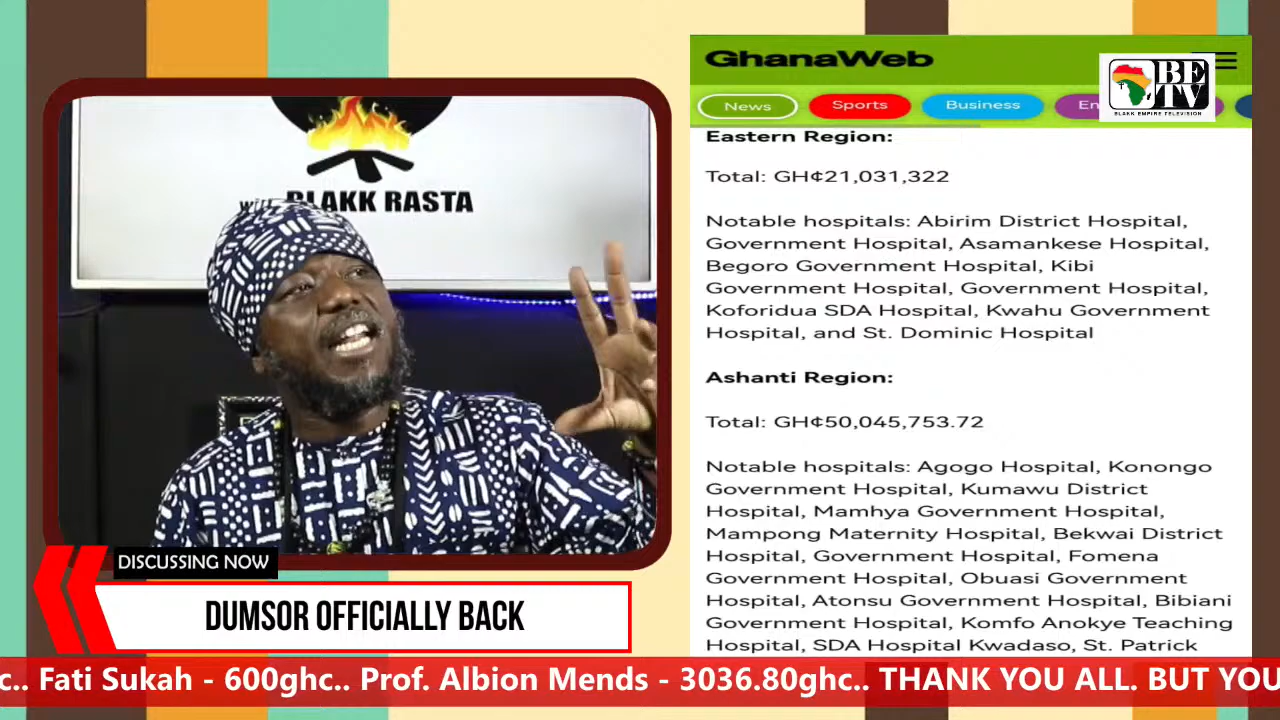 with BLAKK RASTA
DISCUSSING NOW
DUMSOR OFFICIALLY BACK
GhanaWeb
BE
TV
BLAKK EMPIRE TELEVISION
News
Sports
Business
En
Eastern Region:
Total: GH¢21,031,322
Notable hospitals: Abirim District Hospital,
Government Hospital, Asamankese Hospital,
Begoro Government Hospital, Kibi
Government Hospital, Government Hospital,
Koforidua SDA Hospital, Kwahu Government
Hospital, and St. Dominic Hospital
Ashanti Region:
Total: GH¢50,045,753.72
Notable hospitals: Agogo Hospital, Konongo
Government Hospital, Kumawu District
Hospital, Mamhya Government Hospital,
Mampong Maternity Hospital, Bekwai District
Hospital, Government Hospital, Fomena
Government Hospital, Obuasi Government
Hospital, Atonsu Government Hospital, Bibiani
Government Hospital, Komfo Anokye Teaching
Hospital, SDA Hospital Kwadaso, St. Patrick
c.. Fati Sukah - 600ghc.. Prof. Albion Mends - 3036.80ghc.. THANK YOU ALL. BUT YOU